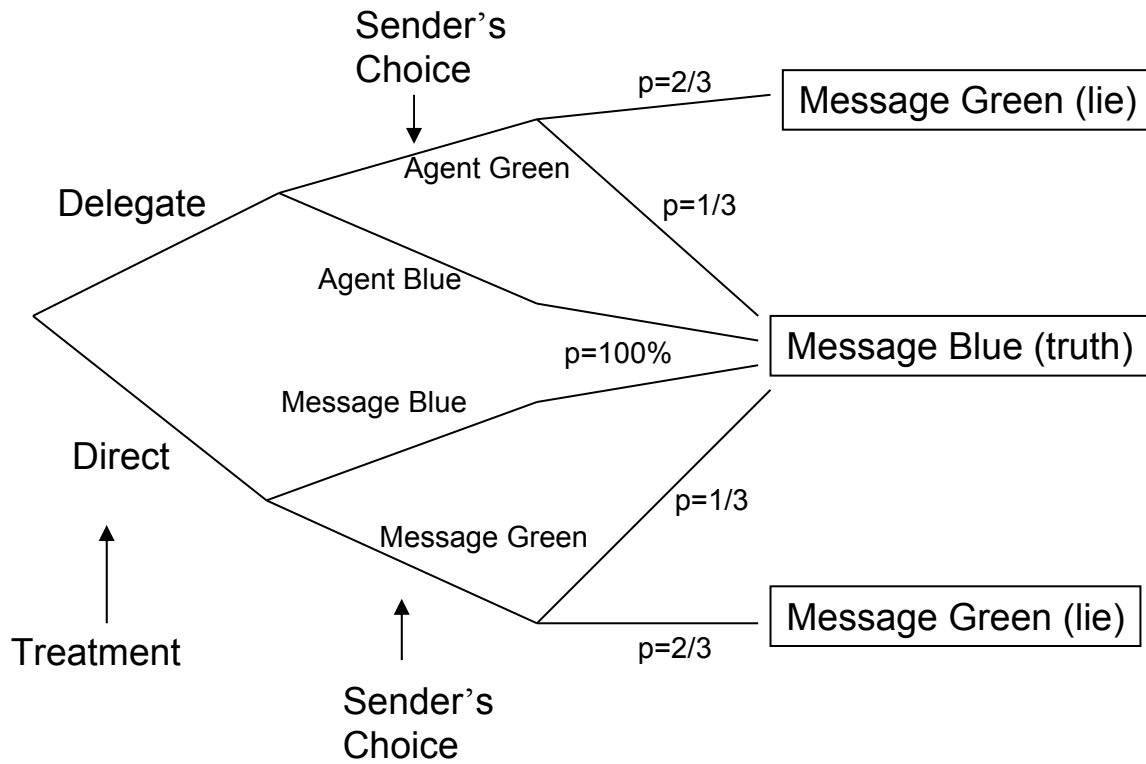 Sender’s
Choice
p=2/3
Message Green (lie)
Agent Green
Delegate
p=1/3
Agent Blue
Message Blue (truth)
p=100%
Message Blue
Direct
p=1/3
Message Green
Message Green (lie)
Treatment
p=2/3
Sender’s
Choice